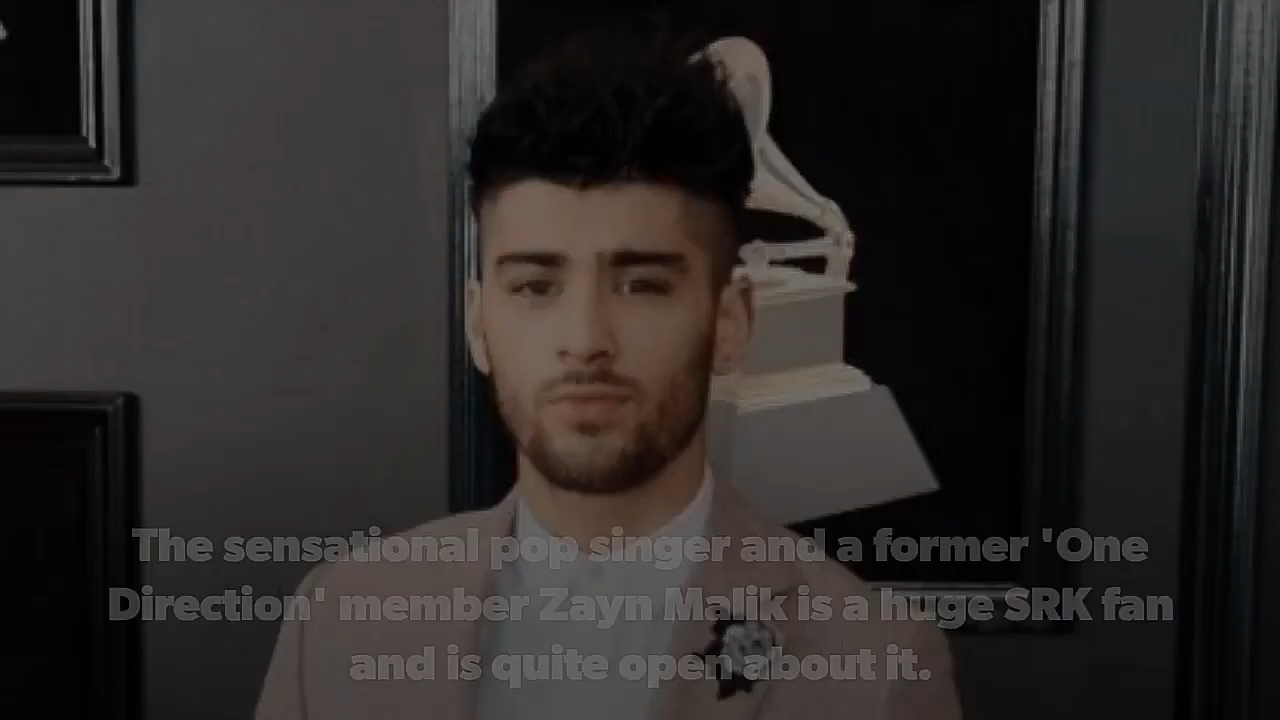 The sensational pop singer and a former 'One
Direction' member Zayn Malik is a huge SRK fan
and is quite open about it.